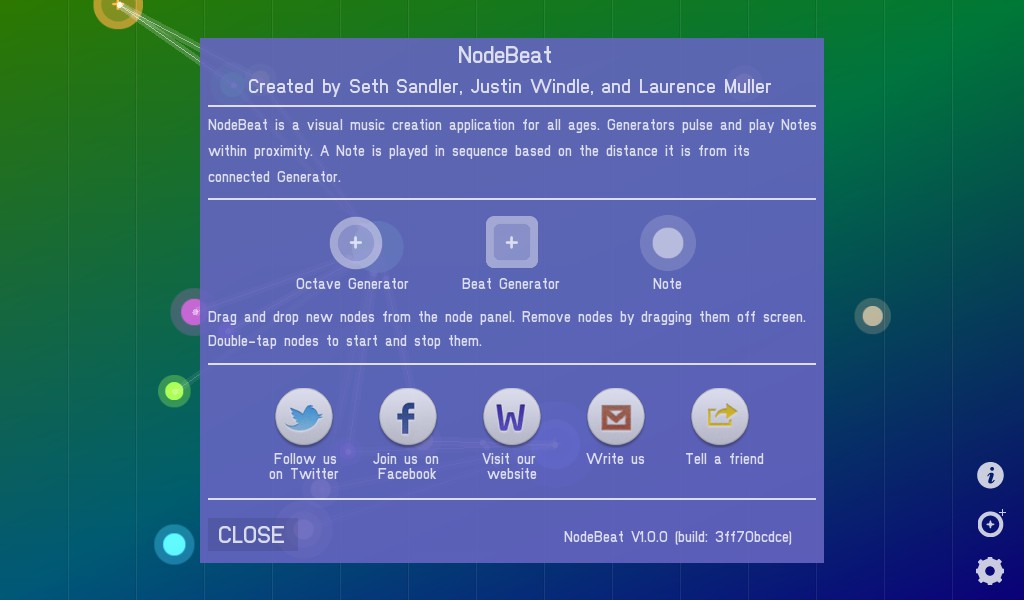 NodeBeat
Created by Seth Sandler, Justin Windle, and Laurence Muller
NodeBeat is a visual music creation application for all ages. Generators pulse and play Notes
within proximity. A Note is played in sequence based on the distance it is from its
connected Generator.
Octave Generator
Beat Generator
Note
Drag and drop new nodes from the node panel. Remove nodes by dragging them off screen.
Double-tap nodes to start and stop them.
Follow us
on Twitter
Join us on
Facebook
Visit our
website
Write us
Tell a friend
CLOSE
NodeBeat V1.0.0 (build: 3ff70bcdce)